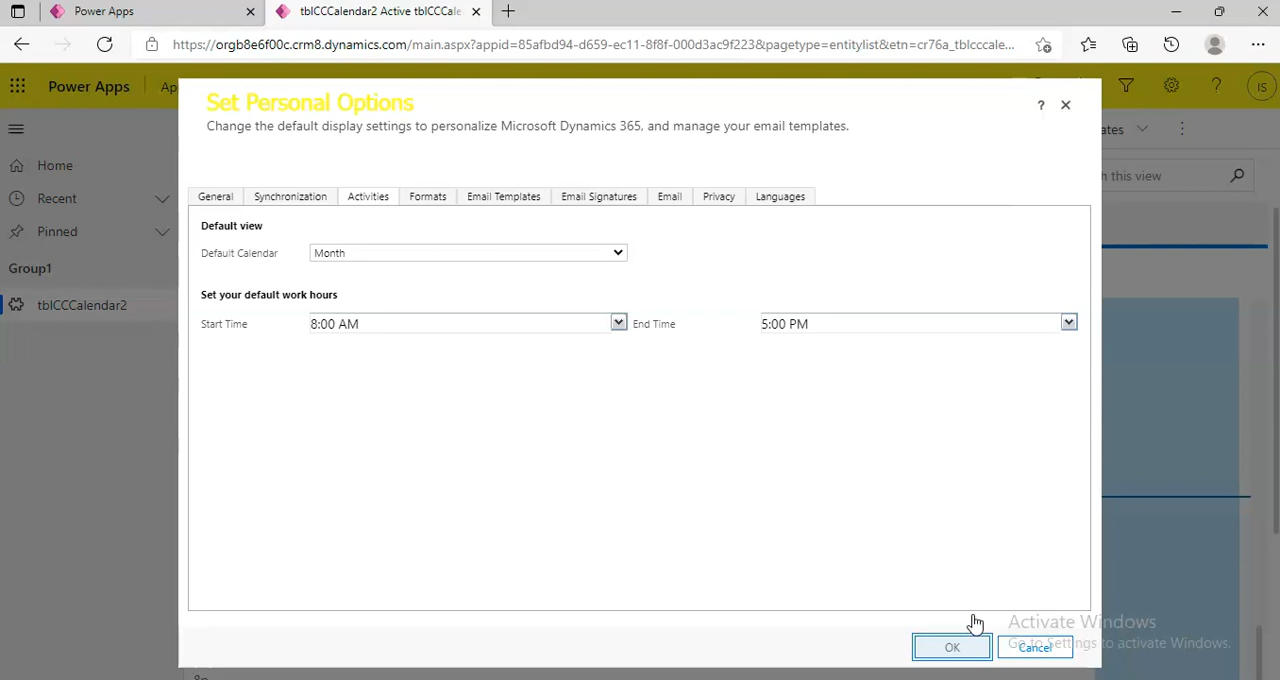 Power Apps
tblCCCalendar2 Active tblCCCale
https://orgb8e6f00c.crm8.dynamics.com/main.aspx?appid=85afbd94-d659-ec11-8f8f-000d3ac9f223&pagetype=entitylist&etn=cr76a_tblcccale...
Power Apps
Ap
IS
Set Personal Options
Change the default display settings to personalize Microsoft Dynamics 365, and manage your email templates.
ates
Home
h this view
Recent
General Synchronization Activities Formats Email Templates Email Signatures Email Privacy Languages
Pinned
Default view
Default Calendar Month
Group1
Set your default work hours
tblCCCalendar2
Start Time 8:00 AM End Time 5:00 PM
Activate Windows
Go to Settings to activate Windows.
OK Cancel